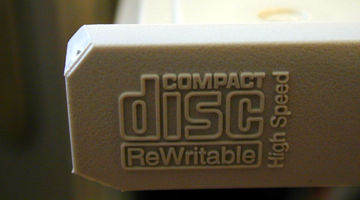 COMPACT
disc
ReWritable
High Speed